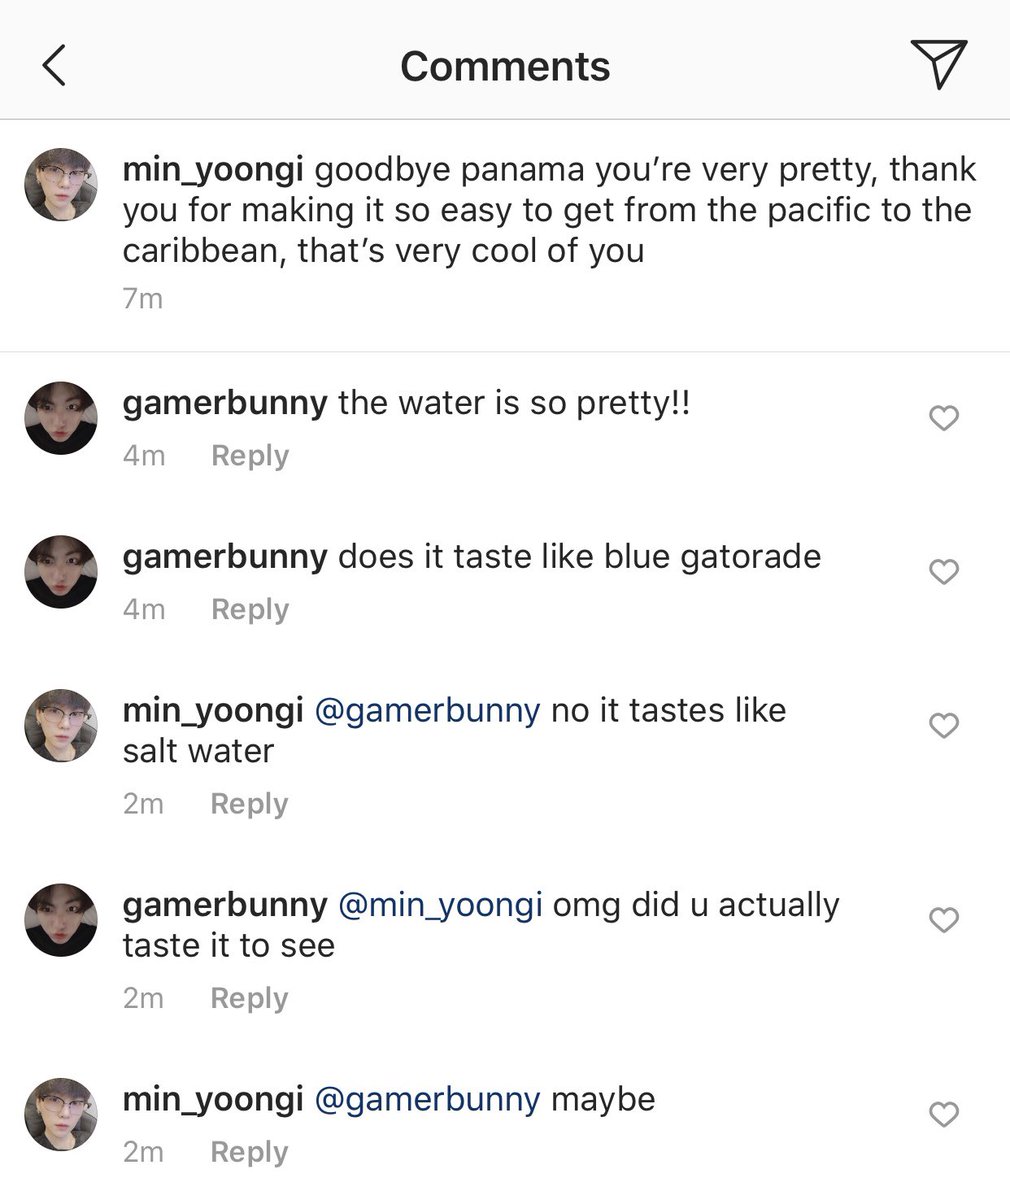 Comments
min_yoongi goodbye panama you’re very pretty, thank
you for making it so easy to get from the pacific to the
caribbean, that’s very cool of you
7m
gamerbunny the water is so pretty!!
4m Reply
gamerbunny does it taste like blue gatorade
4m Reply
min_yoongi @gamerbunny no it tastes like
salt water
2m Reply
gamerbunny @min_yoongi omg did u actually
taste it to see
2m Reply
min_yoongi @gamerbunny maybe
2m Reply